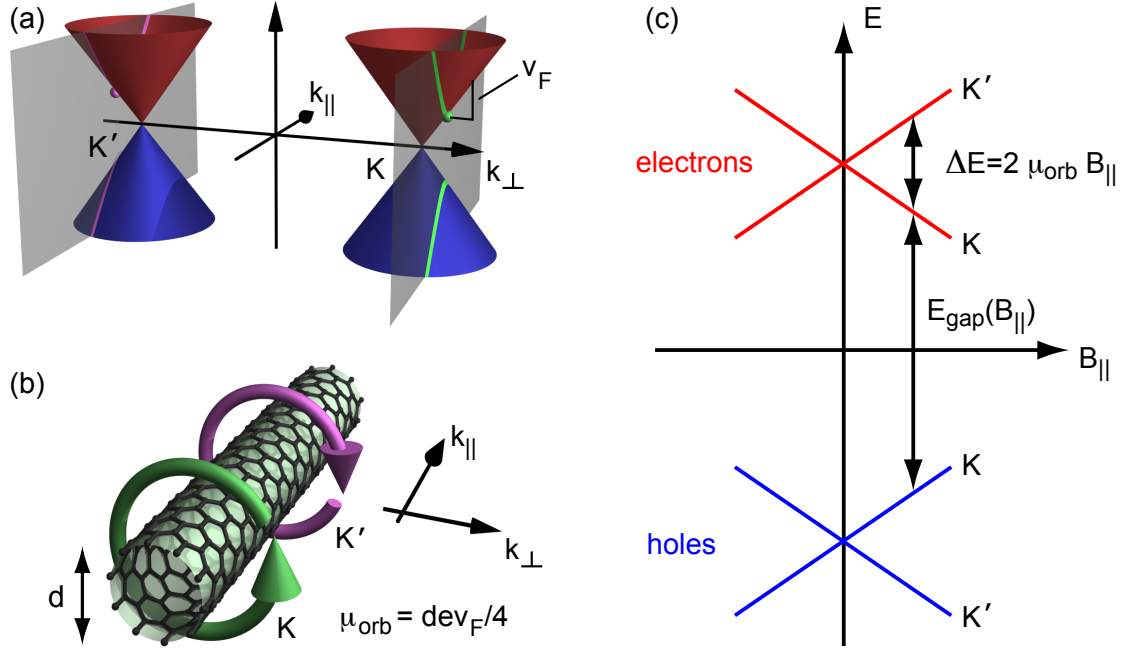 (a)
k||
vF
K′
K
k⊥
(b)
k||
K′
k⊥
d
K
μorb = devF/4
(c)
E
K′
electrons
ΔE=2 μorb B||
K
Egap(B||)
B||
K
holes
K′